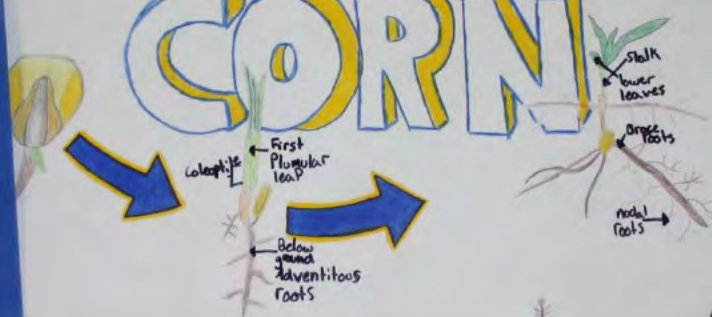 CORN
coleoptile
First
Plumular
leaf
Below
ground
Adventitous
roots
Stalk
lower
leaves
Brace
roots
nodal
roots